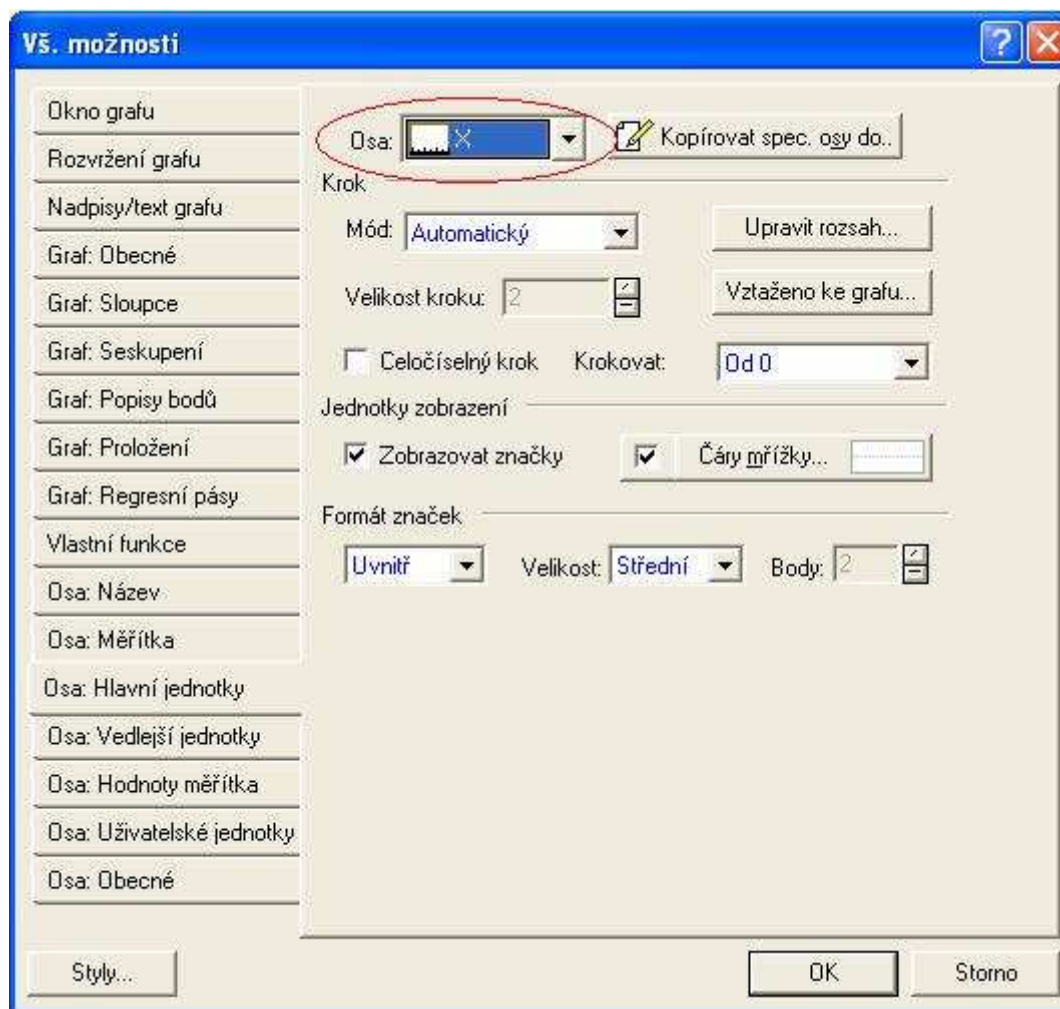 Vš. možnosti
Okno grafu
Rozvržení grafu
Nadpisy/text grafu
Graf: Obecné
Graf: Sloupce
Graf: Seskupení
Graf: Popisy bodů
Graf: Proložení
Graf: Regresní pásy
Vlastní funkce
Osa: Název
Osa: Měřítka
Osa: Hlavní jednotky
Osa: Vedlejší jednotky
Osa: Hodnoty měřítka
Osa: Uživatelské jednotky
Osa: Obecné
Osa: X Kopírovat spec. osy do..
Krok
Mód: Automatický Upravit rozsah...
Velikost kroku: 2 Vztaženo ke grafu...
Celočíselný krok Krokovat: Od 0
Jednotky zobrazení
Zobrazovat značky Čáry mřížky...
Formát značek
Uvnitř Velikost: Střední Body: 2
Styly... OK Storno